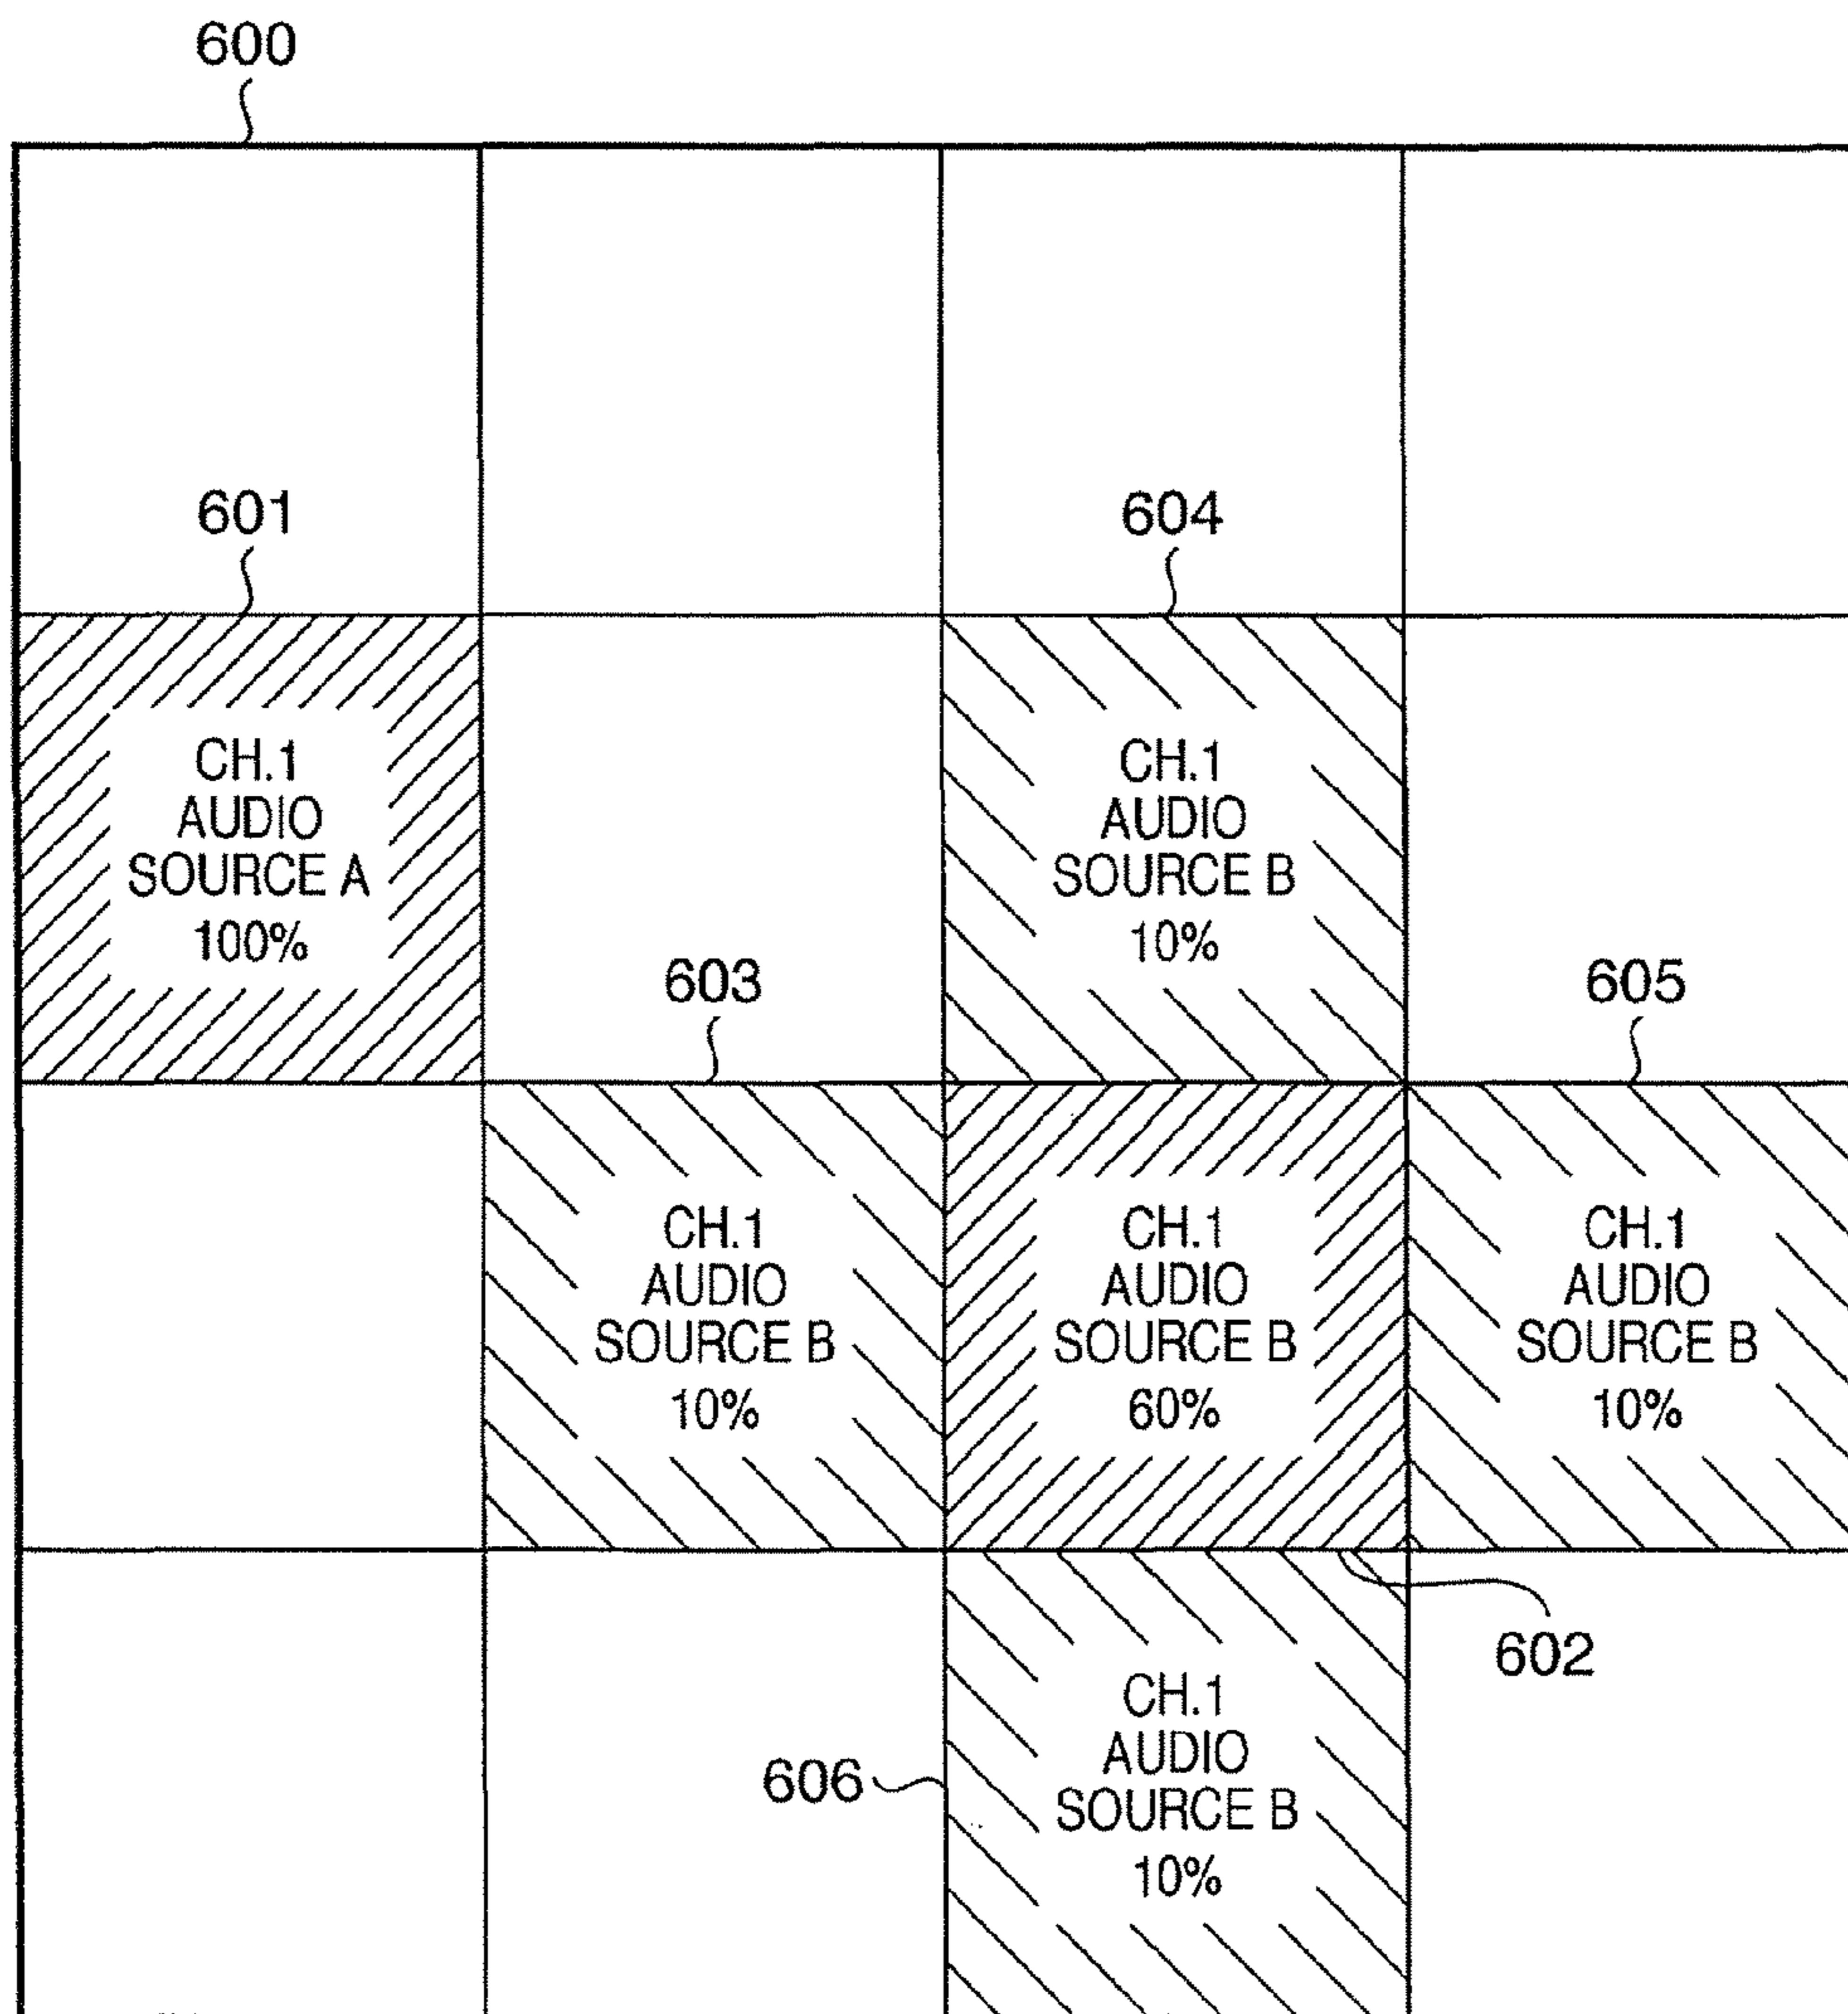 600
601
604
CH.1
AUDIO
SOURCE A
100%
CH.1
AUDIO
SOURCE B
10%
603
605
CH.1
AUDIO
SOURCE B
10%
CH.1
AUDIO
SOURCE B
60%
CH.1
AUDIO
SOURCE B
10%
602
606
CH.1
AUDIO
SOURCE B
10%